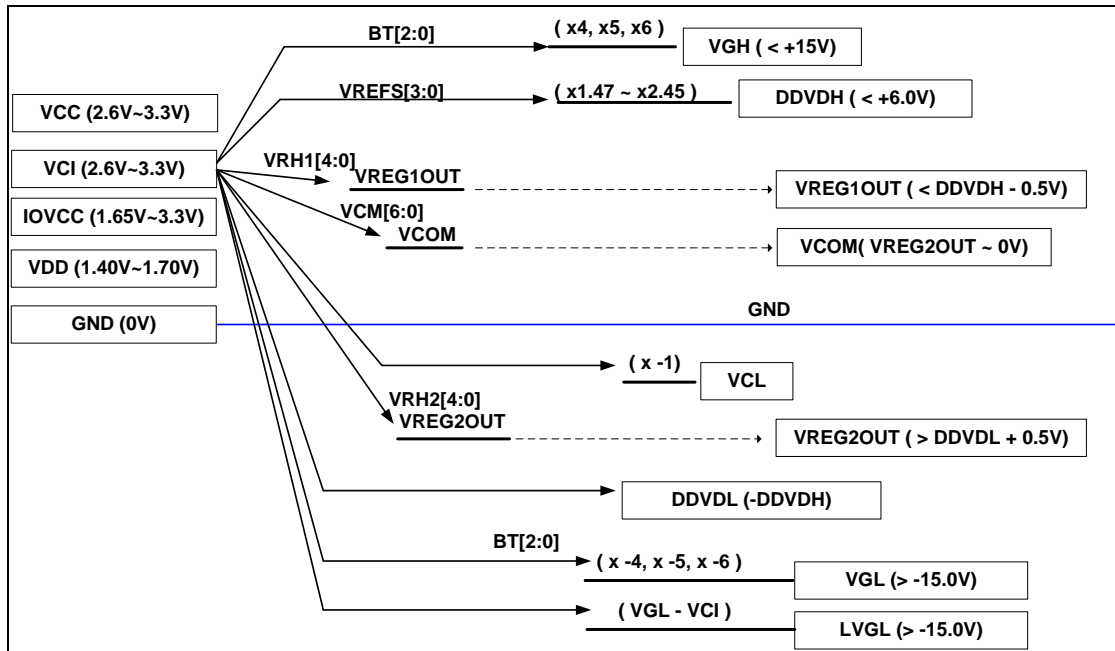 BT[2:0]
( x4, x5, x6 )
VGH ( < +15V)
VREFS[3:0]
( x1.47 ~ x2.45 )
DDVDH ( < +6.0V)
VCC (2.6V~3.3V)
VCI (2.6V~3.3V)
VRH1[4:0]
VREG1OUT
VREG1OUT ( < DDVDH - 0.5V)
IOVCC (1.65V~3.3V)
VCM[6:0]
VCOM
VCOM( VREG2OUT ~ 0V)
VDD (1.40V~1.70V)
GND (0V)
GND
( x -1)
VCL
VRH2[4:0]
VREG2OUT
VREG2OUT ( > DDVDL + 0.5V)
DDVDL (-DDVDH)
BT[2:0]
( x -4, x -5, x -6 )
VGL (> -15.0V)
( VGL - VCI )
LVGL (> -15.0V)